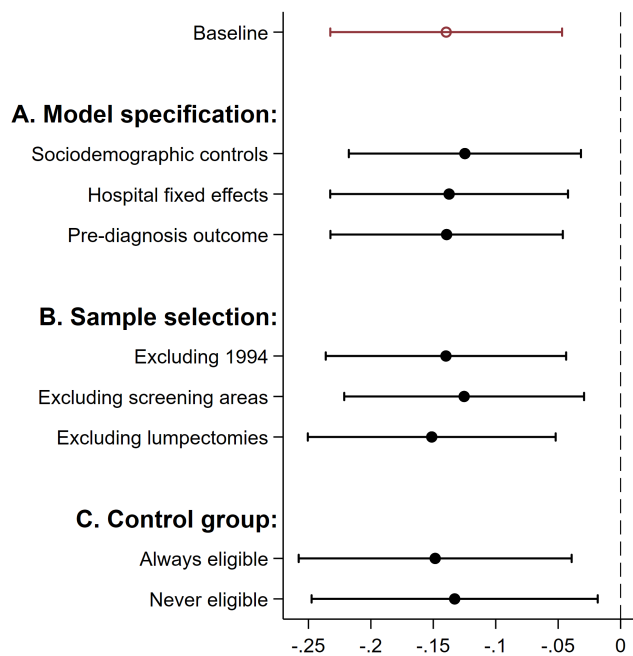 Baseline
A. Model specification:
Sociodemographic controls
Hospital fixed effects
Pre-diagnosis outcome
B. Sample selection:
Excluding 1994
Excluding screening areas
Excluding lumpectomies
C. Control group:
Always eligible
Never eligible
-.25 -.2 -.15 -.1 -.05 0